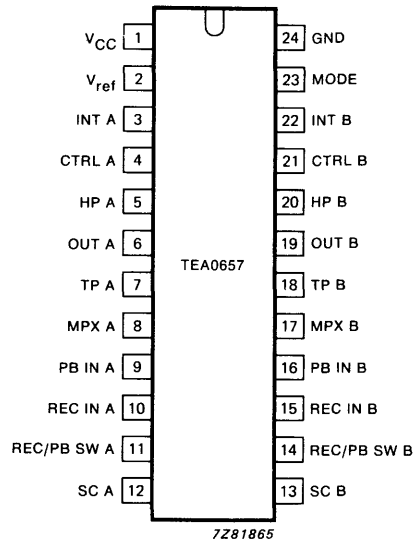 VCC 1 24 GND
Vref 2 23 MODE
INT A 3 22 INT B
CTRL A 4 21 CTRL B
HP A 5 20 HP B
OUT A 6 19 OUT B
TEA0657
TP A 7 18 TP B
MPX A 8 17 MPX B
PB IN A 9 16 PB IN B
REC IN A 10 15 REC IN B
REC/PB SW A 11 14 REC/PB SW B
SC A 12 13 SC B
7Z81865